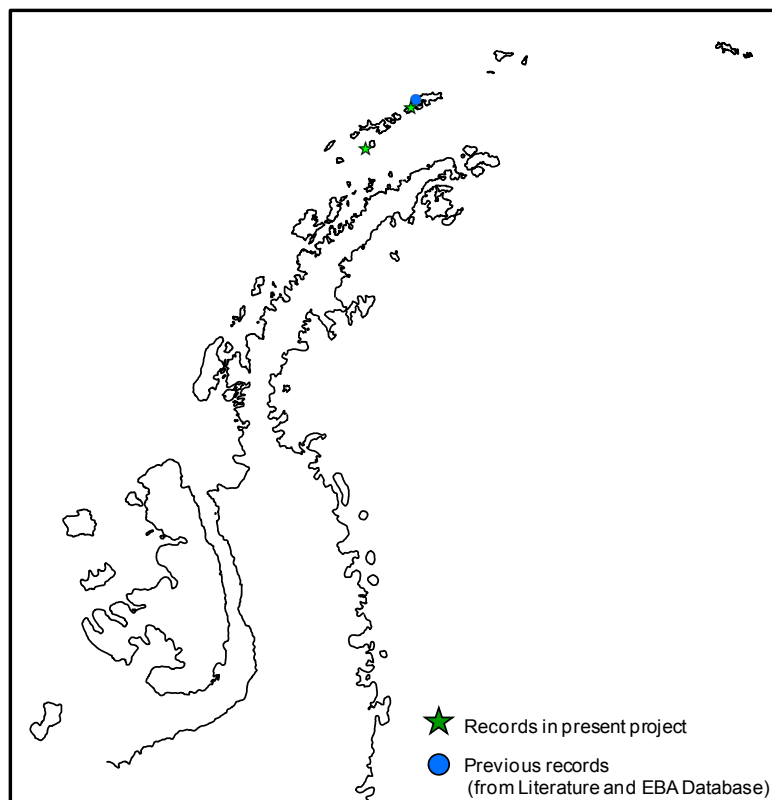 Records in present project
Previous records
(from Literature and EBA Database)